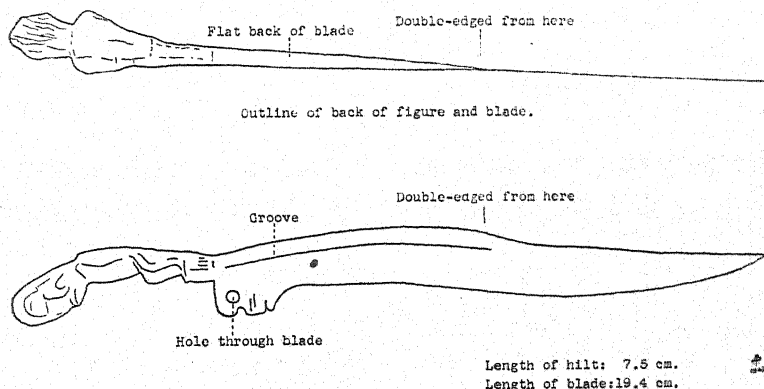 Flat back of blade
Double-edged from here
Outline of back of figure and blade.
Double-edged from here
Groove
Hole through blade
Length of hilt: 7.5 cm.
Length of blade:19.4 cm.